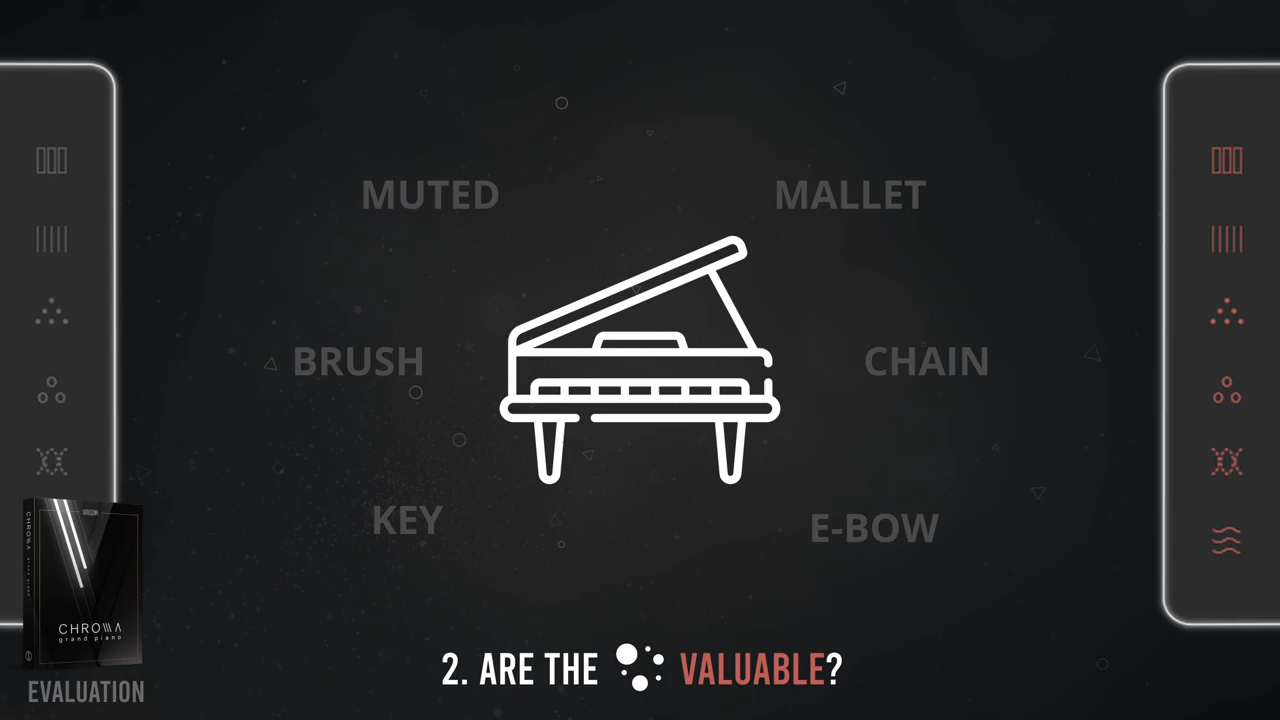 MUTED
MALLET
BRUSH
CHAIN
KEY
E-BOW
CHROMA
grand piano
2. ARE THE VALUABLE?
EVALUATION